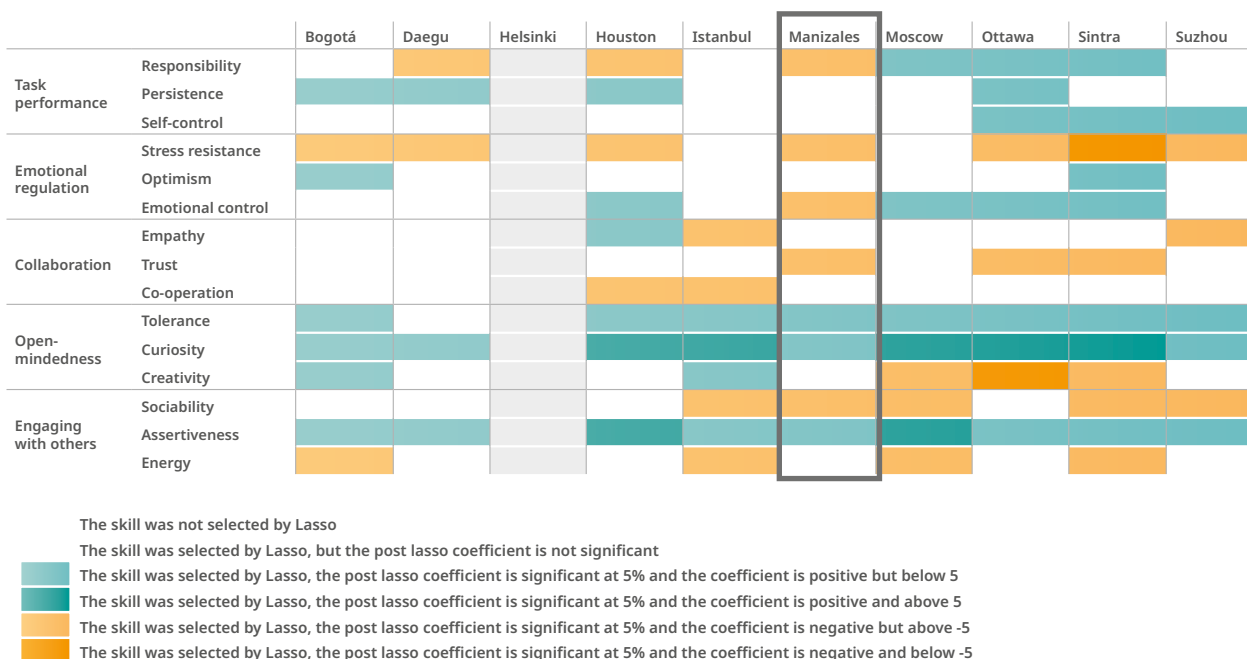 Bogotá Daegu Helsinki Houston Istanbul Manizales Moscow Ottawa Sintra Suzhou
Task performance
Responsibility
Persistence
Self-control
Emotional regulation
Stress resistance
Optimism
Emotional control
Collaboration
Empathy
Trust
Co-operation
Open-mindedness
Tolerance
Curiosity
Creativity
Engaging with others
Sociability
Assertiveness
Energy
The skill was not selected by Lasso
The skill was selected by Lasso, but the post lasso coefficient is not significant
The skill was selected by Lasso, the post lasso coefficient is significant at 5% and the coefficient is positive but below 5
The skill was selected by Lasso, the post lasso coefficient is significant at 5% and the coefficient is positive and above 5
The skill was selected by Lasso, the post lasso coefficient is significant at 5% and the coefficient is negative but above -5
The skill was selected by Lasso, the post lasso coefficient is significant at 5% and the coefficient is negative and below -5